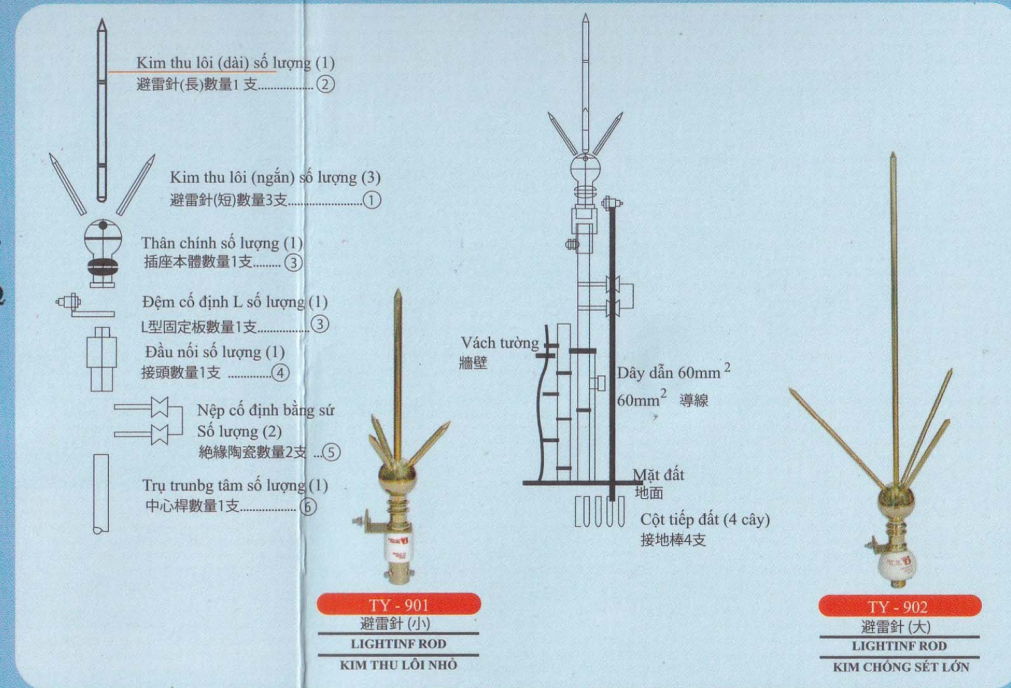 Kim thu lôi (dài) số lượng (1)
避雷針(長)數量1 支................ ②
Kim thu lôi (ngắn) số lượng (3)
避雷針(短)數量3支......................①
Thân chính số lượng (1)
插座本體數量1支........ ③
Đệm cố định L số lượng (1)
L型固定板數量1支...............③
Đầu nối số lượng (1)
接頭數量1支 .............④
Nệp cố định bằng sứ
Số lượng (2)
絶緣陶瓷數量2支 ...⑤
Trụ trunbg tâm số lượng (1)
中心桿數量1支................ ⑥
Vách tường
牆壁
Dây dẫn 60mm²
60mm² 導線
Mặt đất
地面
Cột tiếp đất (4 cây)
接地棒4支
TY - 901
避雷針 (小)
LIGHTINF ROD
KIM THU LÔI NHỎ
TY - 902
避雷針 (大)
LIGHTINF ROD
KIM CHỐNG SÉT LỚN